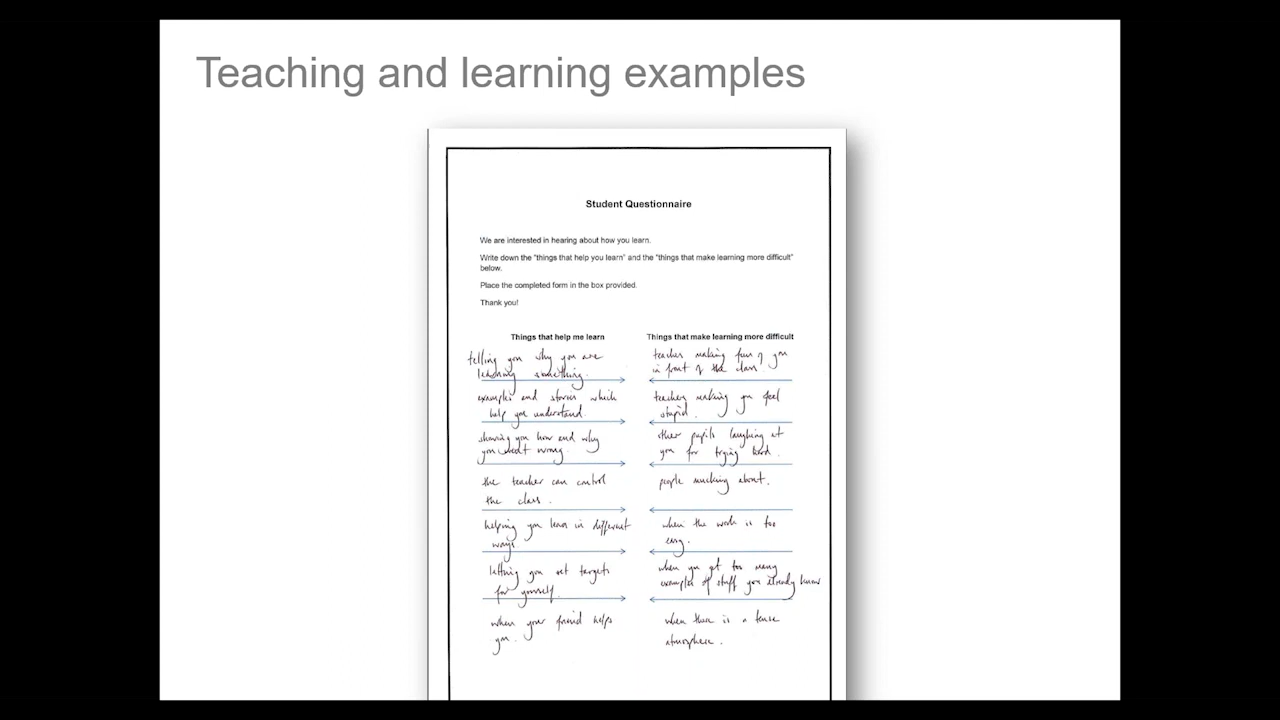 Teaching and learning examples
Student Questionnaire
We are interested in hearing about how you learn.
Write down the "things that help you learn" and the "things that make learning more difficult"
below.
Place the completed form in the box provided.
Thank you!
Things that help me learn
telling you why you are
learning something.
examples and stories which
help you understand.
showing you how and why
you went wrong.
the teacher can control
the class.
helping you learn in different
ways
letting you set targets
for yourself.
when your friend helps
you.
Things that make learning more difficult
teacher making fun of you
in front of the class.
teacher making you feel
stupid.
other pupils laughing at
you for trying hard.
people mucking about.
when the work is too
easy.
when you get too many
examples of stuff you already know
when there is a tense
atmosphere.